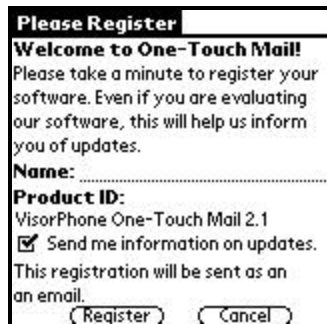 Please Register
Welcome to One-Touch Mail!
Please take a minute to register your
software. Even if you are evaluating
our software, this will help us inform
you of updates.
Name:
Product ID:
VisorPhone One-Touch Mail 2.1
Send me information on updates.
This registration will be sent as an
an email.
Register Cancel